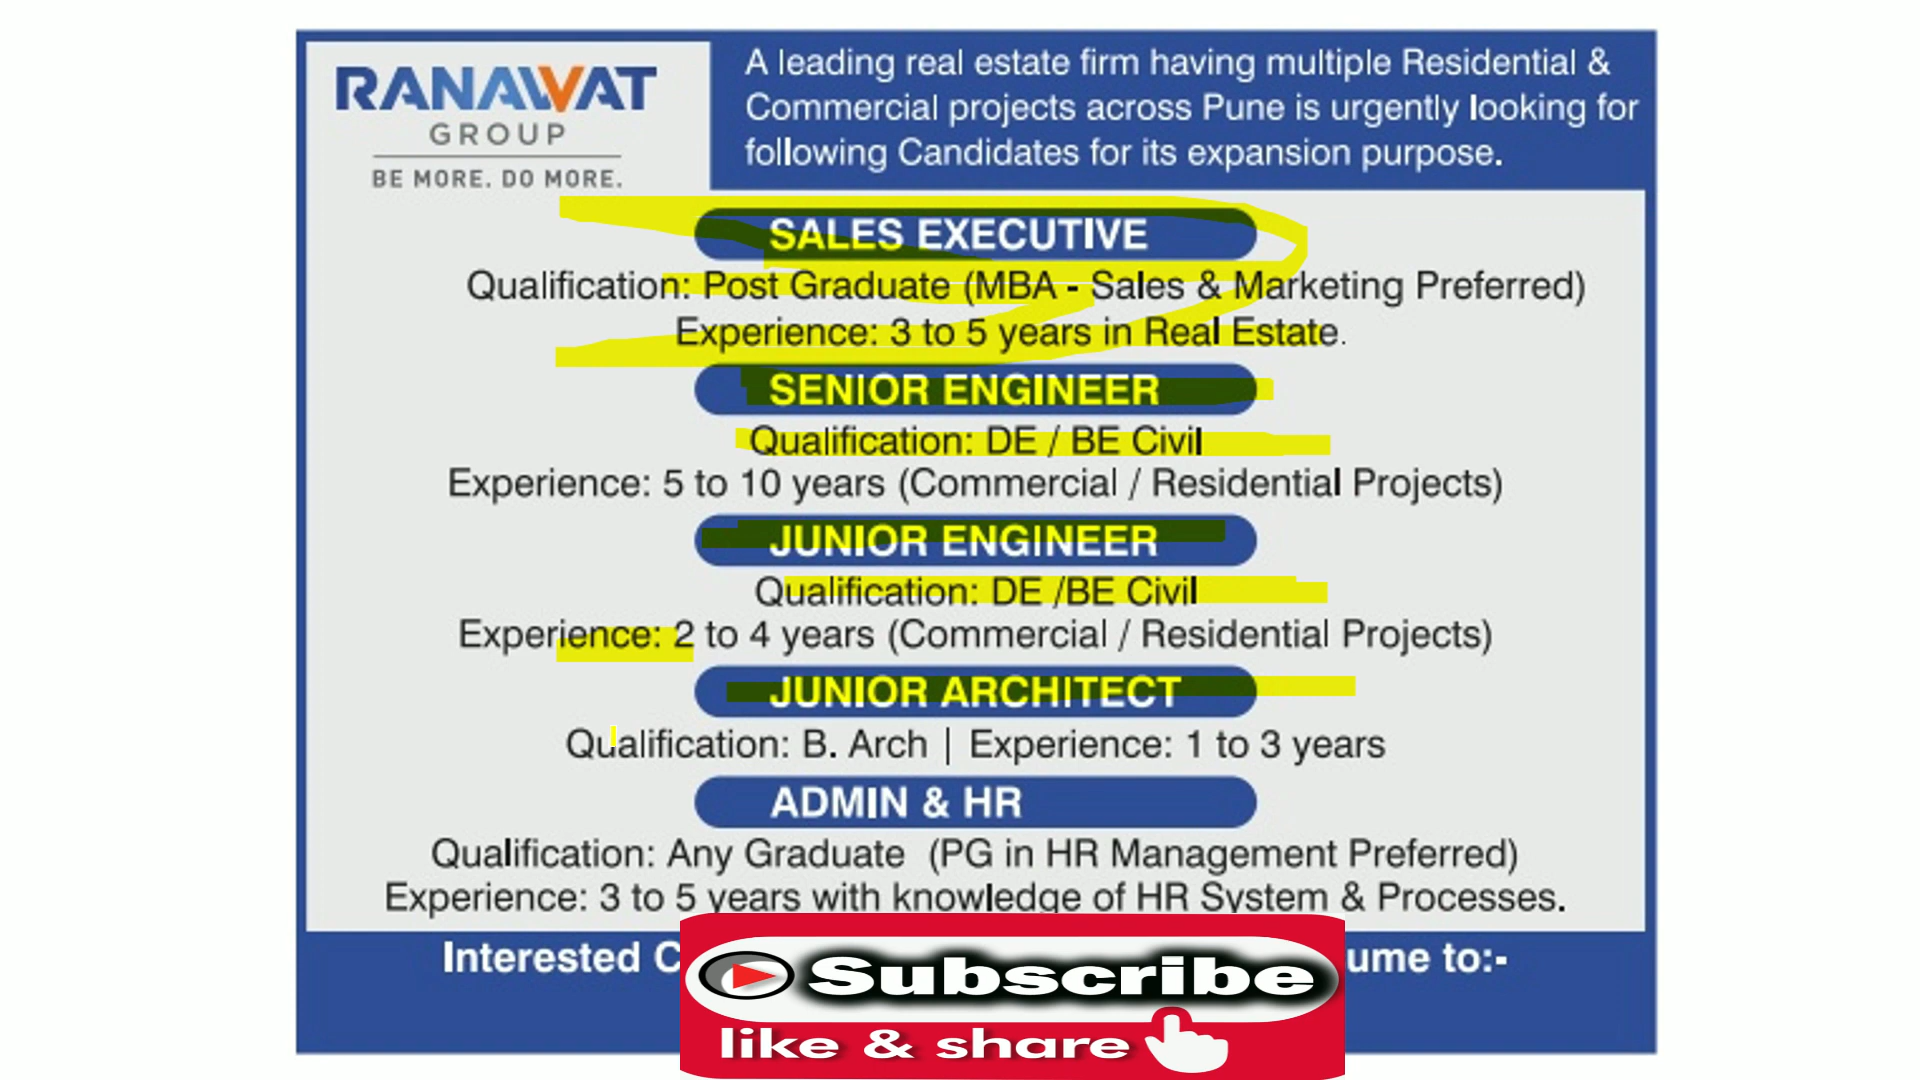 RANAWAT
GROUP
BE MORE. DO MORE.
A leading real estate firm having multiple Residential &
Commercial projects across Pune is urgently looking for
following Candidates for its expansion purpose.
SALES EXECUTIVE
Qualification: Post Graduate (MBA - Sales & Marketing Preferred)
Experience: 3 to 5 years in Real Estate.
SENIOR ENGINEER
Qualification: DE / BE Civil
Experience: 5 to 10 years (Commercial / Residential Projects)
JUNIOR ENGINEER
Qualification: DE /BE Civil
Experience: 2 to 4 years (Commercial / Residential Projects)
JUNIOR ARCHITECT
Qualification: B. Arch | Experience: 1 to 3 years
ADMIN & HR
Qualification: Any Graduate (PG in HR Management Preferred)
Experience: 3 to 5 years with knowledge of HR System & Processes.
Interested to:-
Subscribe
like & share